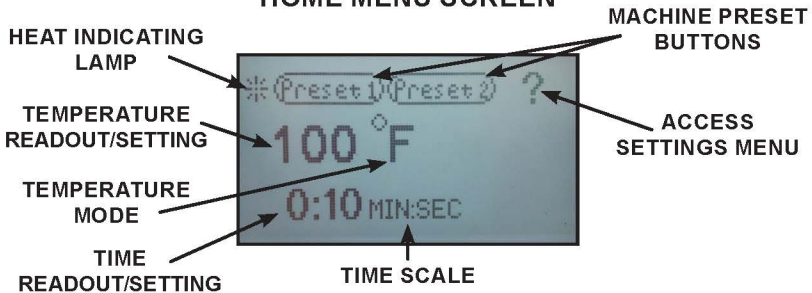 HOME MENU SCREEN
MACHINE PRESET
BUTTONS
HEAT INDICATING
LAMP
Preset 1 Preset 2 ?
TEMPERATURE
READOUT/SETTING
100 °F
ACCESS
SETTINGS MENU
TEMPERATURE
MODE
0:10 MIN:SEC
TIME
READOUT/SETTING
TIME SCALE